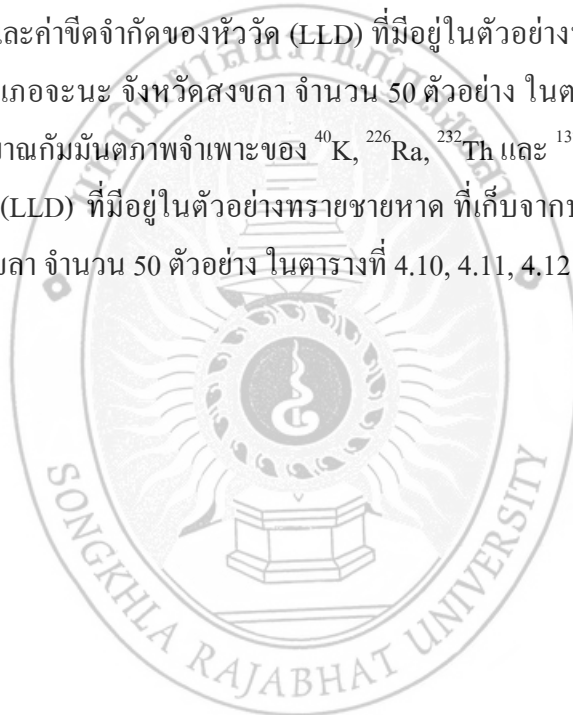 และค่าขีดจำกัดของหัววัด (LLD) ที่มีอยู่ในตัวอย่าง
เภอจะนะ จังหวัดสงขลา จำนวน 50 ตัวอย่าง ในต
มาณกัมมันตภาพจำเพาะของ ⁴⁰K, ²²⁶Ra, ²³²Th และ ¹³
(LLD) ที่มีอยู่ในตัวอย่างทรายชายหาด ที่เก็บจาก
ขลา จำนวน 50 ตัวอย่าง ในตารางที่ 4.10, 4.11, 4.12
SONGKHLA RAJABHAT UNIVERSITY